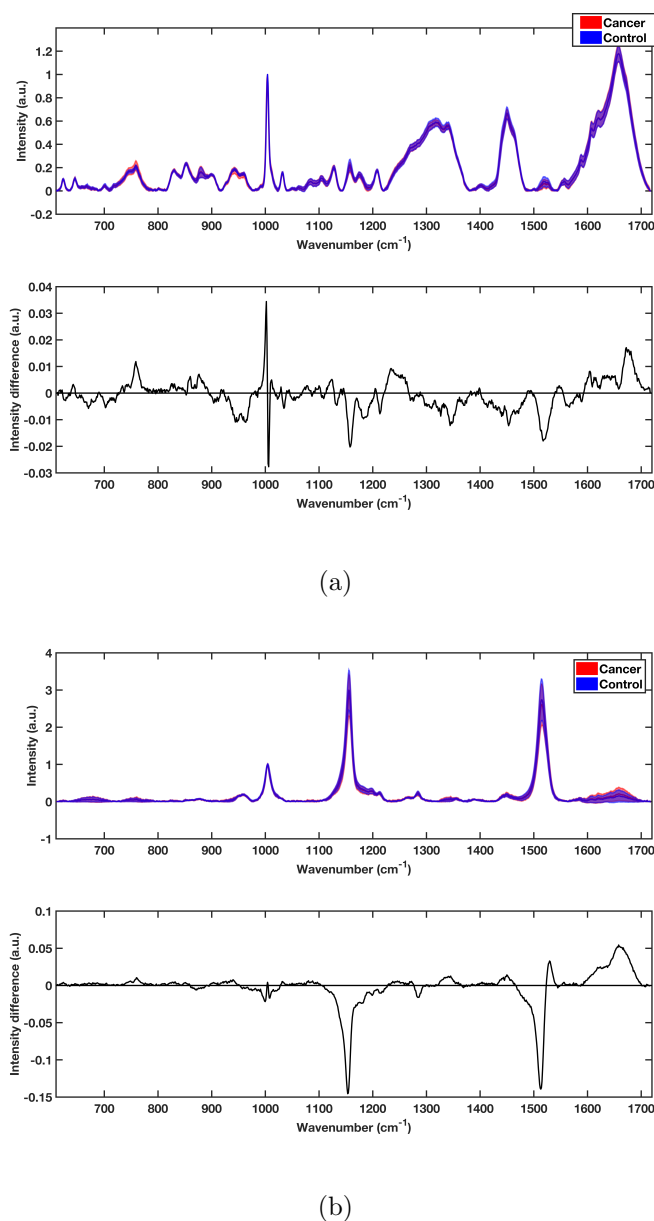 Cancer
Control
Intensity (a.u.)
1.2
1
0.8
0.6
0.4
0.2
0
-0.2
700 800 900 1000 1100 1200 1300 1400 1500 1600 1700
Wavenumber (cm⁻¹)
Intensity difference (a.u.)
0.04
0.03
0.02
0.01
0
-0.01
-0.02
-0.03
700 800 900 1000 1100 1200 1300 1400 1500 1600 1700
Wavenumber (cm⁻¹)
(a)
Cancer
Control
Intensity (a.u.)
4
3
2
1
0
-1
700 800 900 1000 1100 1200 1300 1400 1500 1600 1700
Wavenumber (cm⁻¹)
Intensity difference (a.u.)
0.1
0.05
0
-0.05
-0.1
-0.15
700 800 900 1000 1100 1200 1300 1400 1500 1600 1700
Wavenumber (cm⁻¹)
(b)